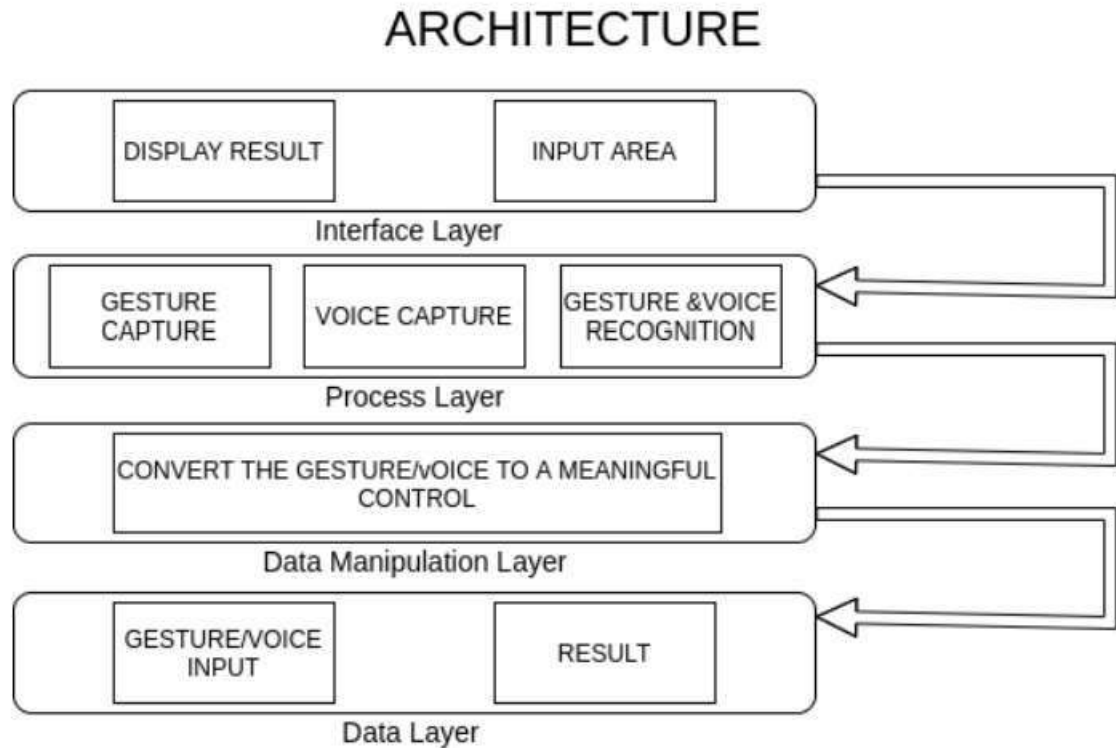 ARCHITECTURE
DISPLAY RESULT
INPUT AREA
Interface Layer
GESTURE
CAPTURE
VOICE CAPTURE
GESTURE &VOICE
RECOGNITION
Process Layer
CONVERT THE GESTURE/vOICE TO A MEANINGFUL
CONTROL
Data Manipulation Layer
GESTURE/VOICE
INPUT
RESULT
Data Layer